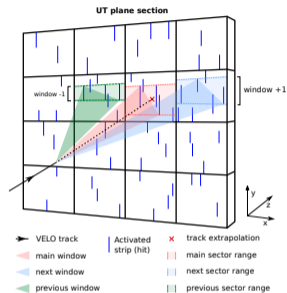 UT plane section
window -1
window +1
y
z
x
VELO track
main window
next window
previous window
Activated
strip (hit)
track extrapolation
main sector range
next sector range
previous sector range